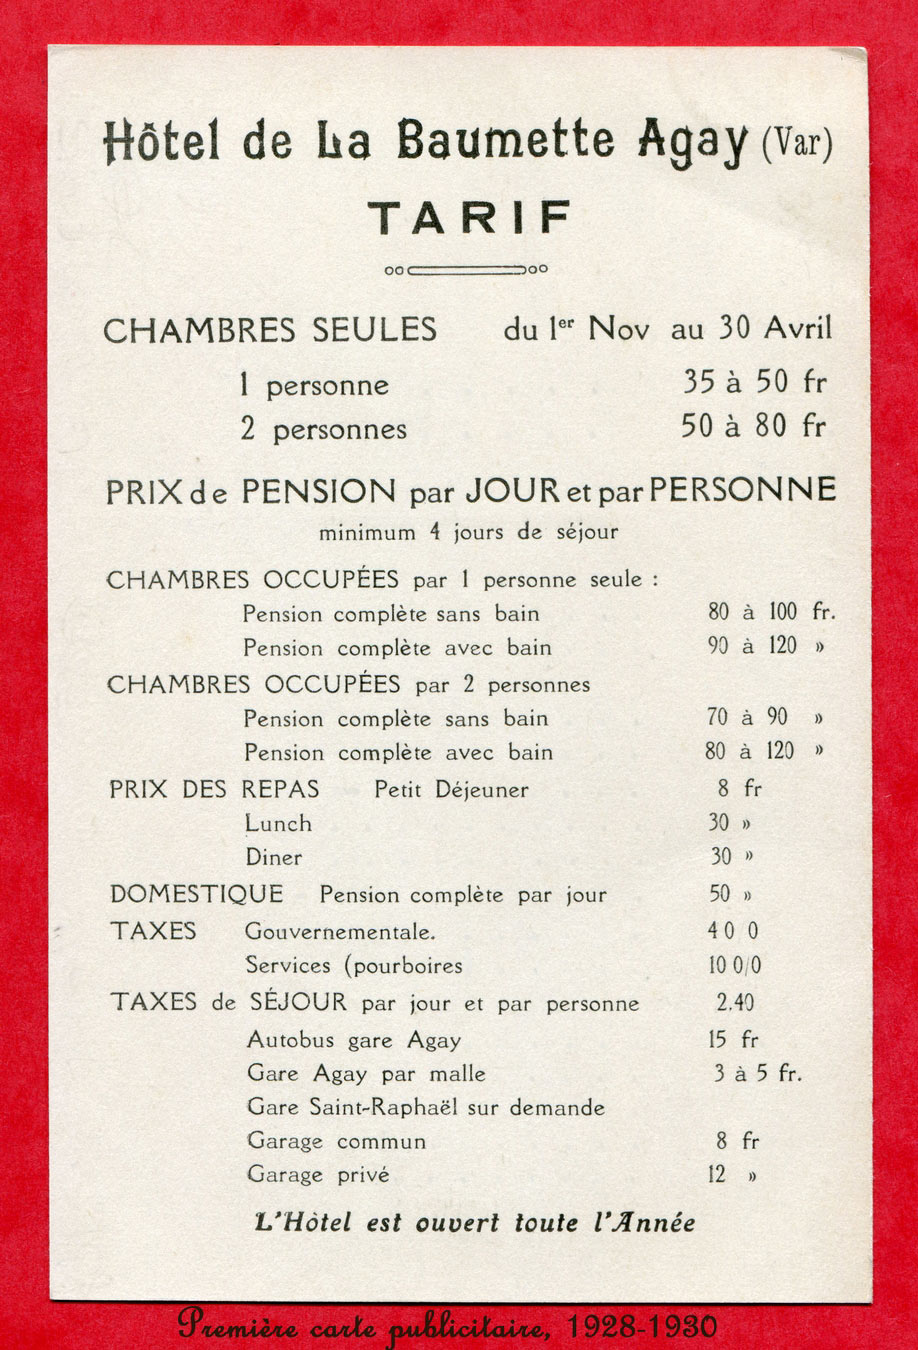 Hôtel de La Baumette Agay (Var)
TARIF
CHAMBRES SEULES du 1er Nov au 30 Avril
1 personne 35 à 50 fr
2 personnes 50 à 80 fr
PRIX de PENSION par JOUR et par PERSONNE
minimum 4 jours de séjour
CHAMBRES OCCUPÉES par 1 personne seule :
Pension complète sans bain 80 à 100 fr.
Pension complète avec bain 90 à 120 »
CHAMBRES OCCUPÉES par 2 personnes
Pension complète sans bain 70 à 90 »
Pension complète avec bain 80 à 120 »
PRIX DES REPAS Petit Déjeuner 8 fr
Lunch 30 »
Diner 30 »
DOMESTIQUE Pension complète par jour 50 »
TAXES Gouvernementale. 4 0 0
Services (pourboires 10 0/0
TAXES de SÉJOUR par jour et par personne 2.40
Autobus gare Agay 15 fr
Gare Agay par malle 3 à 5 fr.
Gare Saint-Raphaël sur demande
Garage commun 8 fr
Garage privé 12 »
L'Hôtel est ouvert toute l'Année
Première carte publicitaire, 1928-1930